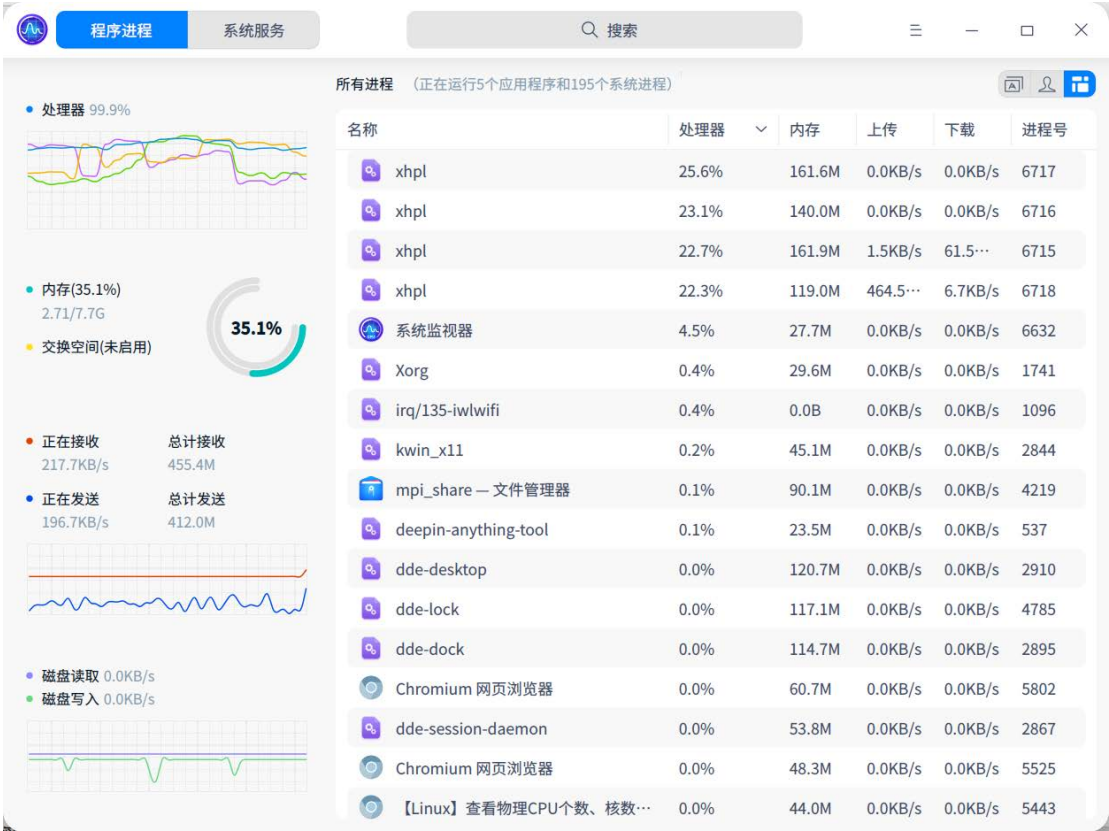 程序进程 系统服务 搜索
所有进程 （正在运行5个应用程序和195个系统进程）
处理器 99.9%
内存(35.1%)
2.71/7.7G
交换空间(未启用)
35.1%
正在接收 总计接收
217.7KB/s 455.4M
正在发送 总计发送
196.7KB/s 412.0M
磁盘读取 0.0KB/s
磁盘写入 0.0KB/s
名称 处理器 内存 上传 下载 进程号
xhpl 25.6% 161.6M 0.0KB/s 0.0KB/s 6717
xhpl 23.1% 140.0M 0.0KB/s 0.0KB/s 6716
xhpl 22.7% 161.9M 1.5KB/s 61.5··· 6715
xhpl 22.3% 119.0M 464.5··· 6.7KB/s 6718
系统监视器 4.5% 27.7M 0.0KB/s 0.0KB/s 6632
Xorg 0.4% 29.6M 0.0KB/s 0.0KB/s 1741
irq/135-iwlwifi 0.4% 0.0B 0.0KB/s 0.0KB/s 1096
kwin_x11 0.2% 45.1M 0.0KB/s 0.0KB/s 2844
mpi_share — 文件管理器 0.1% 90.1M 0.0KB/s 0.0KB/s 4219
deepin-anything-tool 0.1% 23.5M 0.0KB/s 0.0KB/s 537
dde-desktop 0.0% 120.7M 0.0KB/s 0.0KB/s 2910
dde-lock 0.0% 117.1M 0.0KB/s 0.0KB/s 4785
dde-dock 0.0% 114.7M 0.0KB/s 0.0KB/s 2895
Chromium 网页浏览器 0.0% 60.7M 0.0KB/s 0.0KB/s 5802
dde-session-daemon 0.0% 53.8M 0.0KB/s 0.0KB/s 2867
Chromium 网页浏览器 0.0% 48.3M 0.0KB/s 0.0KB/s 5525
【Linux】查看物理CPU个数、核数··· 0.0% 44.0M 0.0KB/s 0.0KB/s 5443